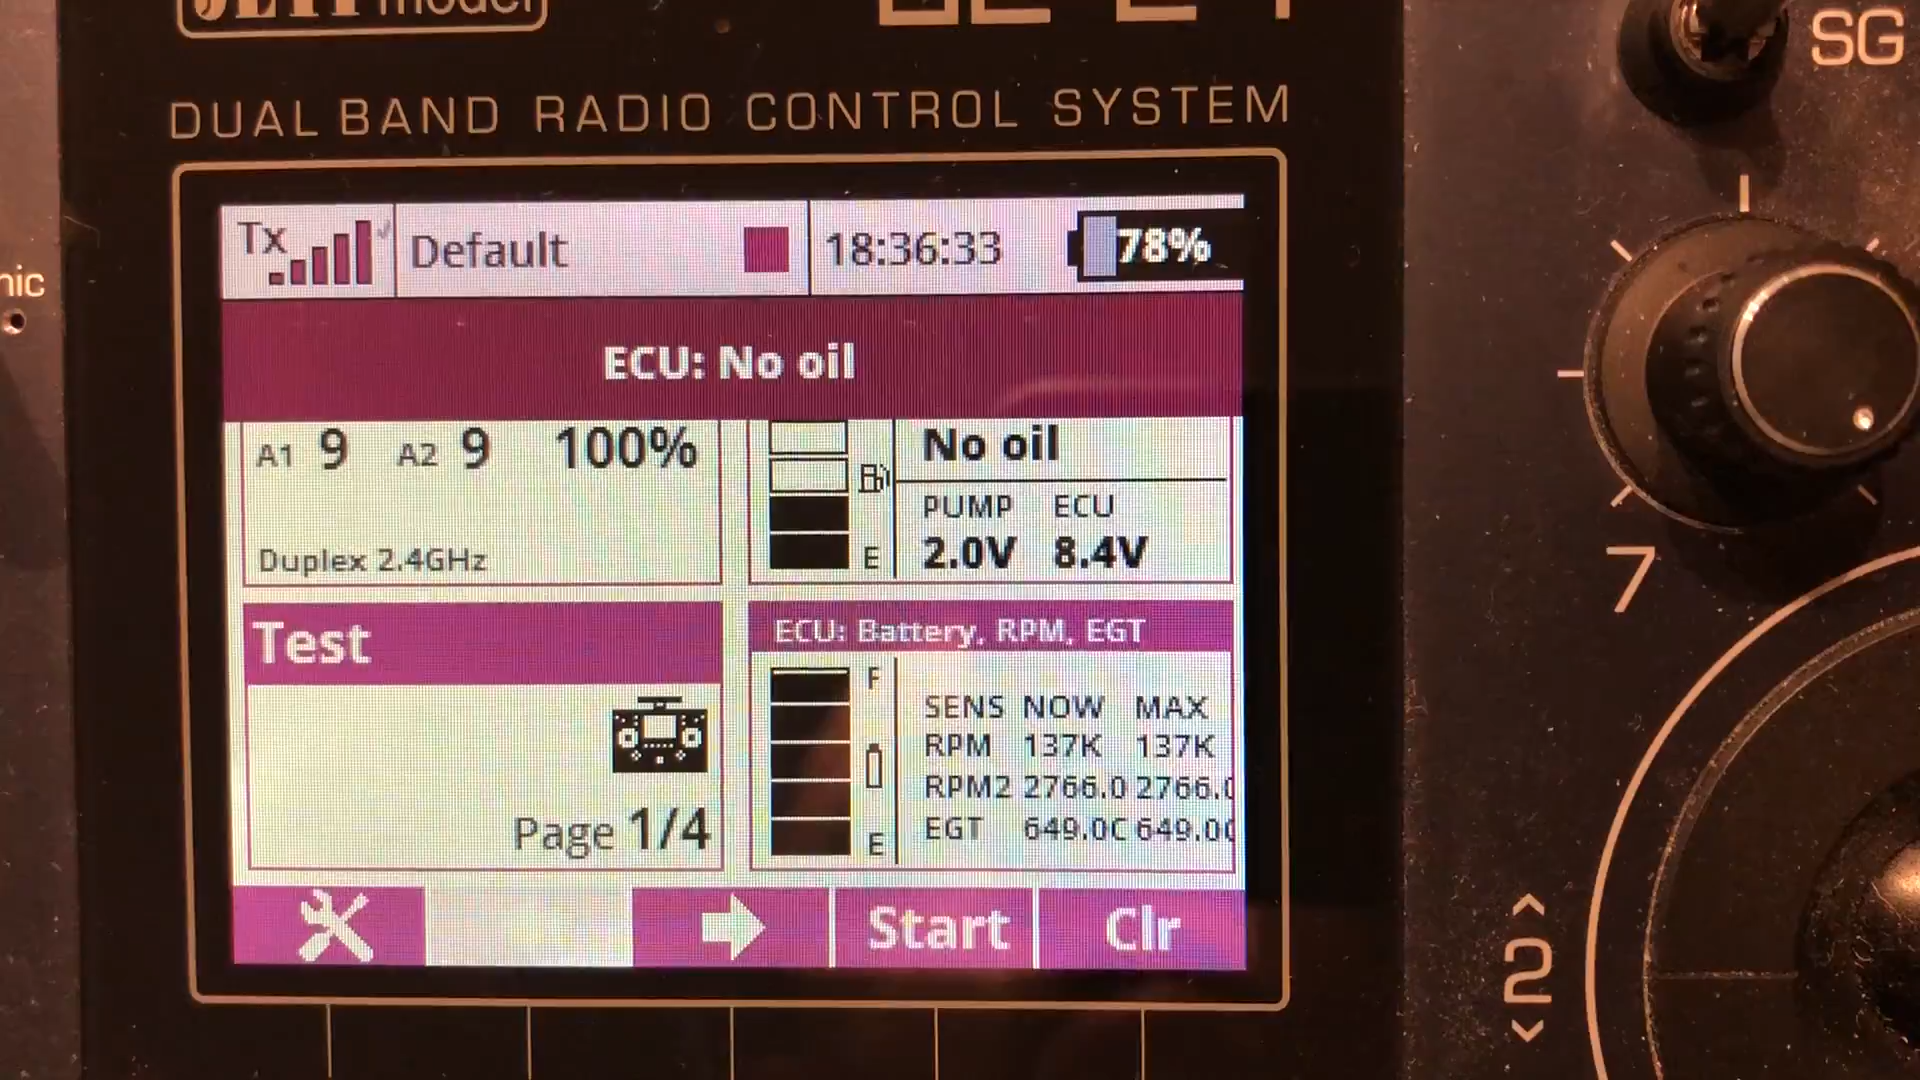 JETI model
DUAL BAND RADIO CONTROL SYSTEM
SG
Tx Default 18:36:33 78%
ECU: No oil
A1 9 A2 9 100%
Duplex 2.4GHz
No oil
PUMP ECU
E 2.0V 8.4V
7
Test
Page 1/4
ECU: Battery, RPM, EGT
F
E
SENS NOW MAX
RPM 137K 137K
RPM2 2766.0 2766.0
EGT 649.0C 649.0C
Start Clr
2